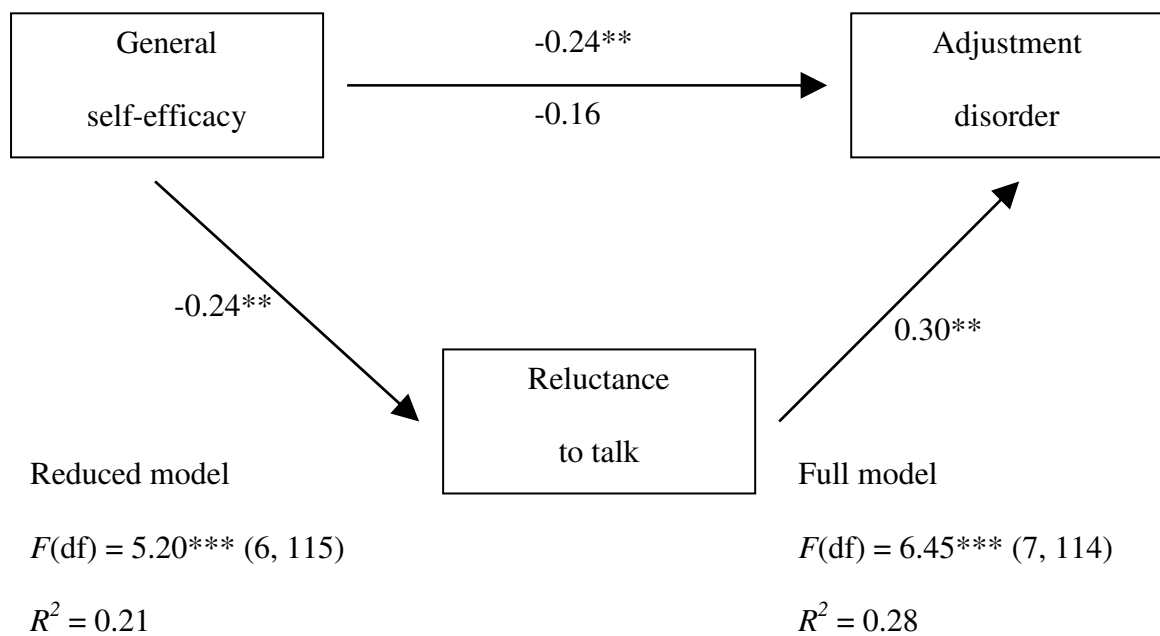 General
self-efficacy
-0.24**
-0.16
Adjustment
disorder
-0.24**
0.30**
Reluctance
to talk
Reduced model
F(df) = 5.20*** (6, 115)
R² = 0.21
Full model
F(df) = 6.45*** (7, 114)
R² = 0.28